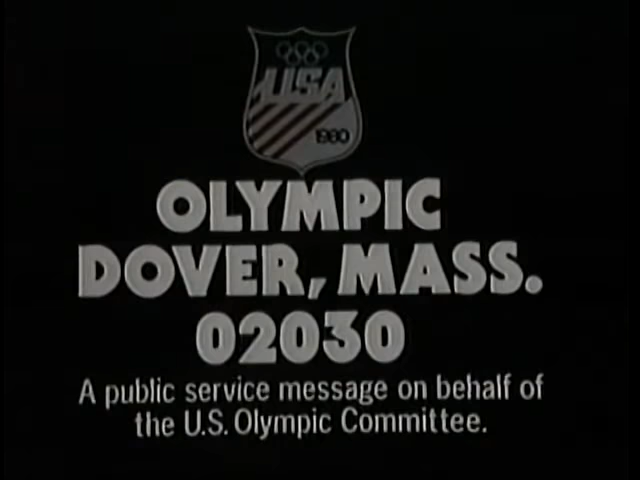 USA
1980
OLYMPIC
DOVER, MASS.
02030
A public service message on behalf of
the U.S. Olympic Committee.